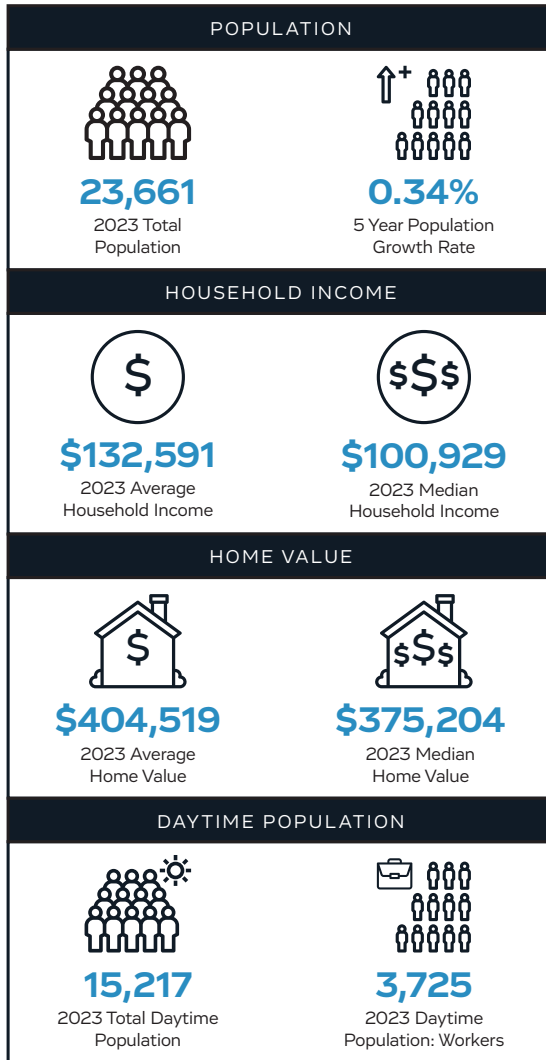 POPULATION
23,661
2023 Total
Population
0.34%
5 Year Population
Growth Rate
HOUSEHOLD INCOME
$
$132,591
2023 Average
Household Income
$$$
$100,929
2023 Median
Household Income
HOME VALUE
$
$404,519
2023 Average
Home Value
$$$
$375,204
2023 Median
Home Value
DAYTIME POPULATION
15,217
2023 Total Daytime
Population
3,725
2023 Daytime
Population: Workers